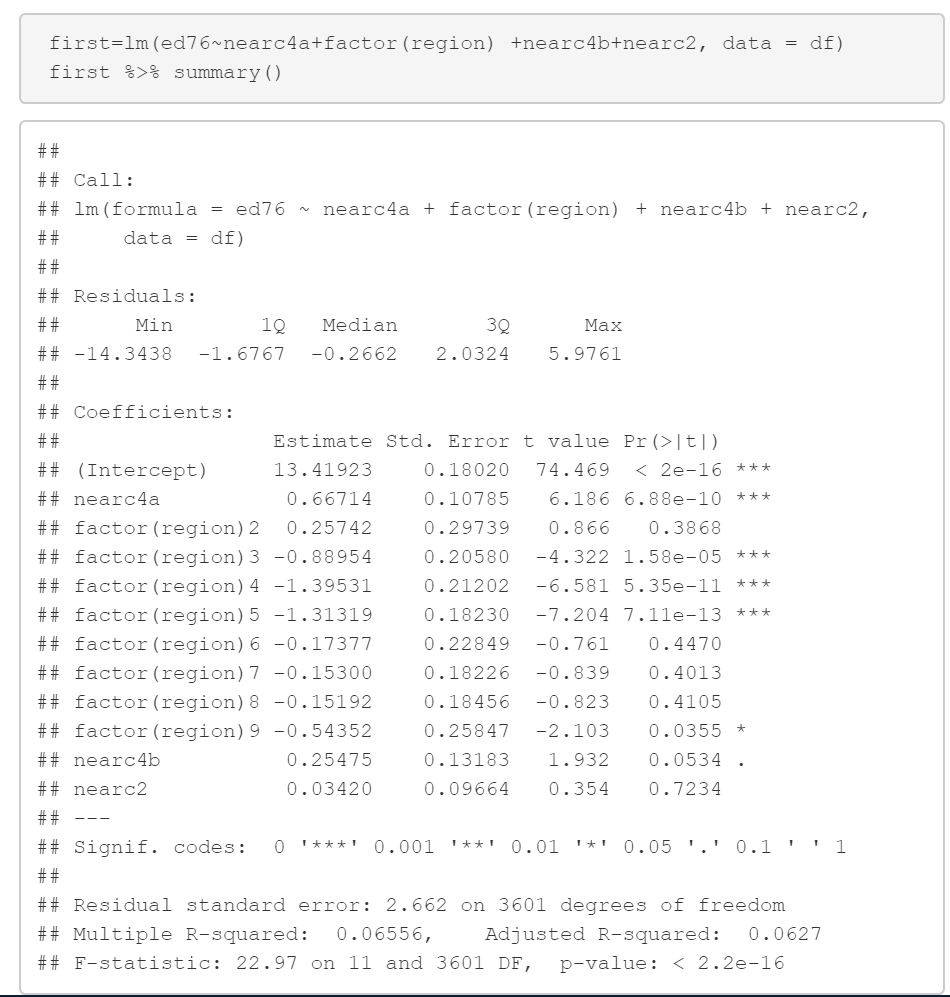 first=lm(ed76~nearc4a+factor(region) +nearc4b+nearc2, data = df)
first %>% summary()
##
## Call:
## lm(formula = ed76 ~ nearc4a + factor(region) + nearc4b + nearc2,
##     data = df)
##
## Residuals:
##      Min       1Q   Median       3Q      Max
## -14.3438  -1.6767  -0.2662   2.0324   5.9761
##
## Coefficients:
##                 Estimate Std. Error t value Pr(>|t|)
## (Intercept)     13.41923    0.18020  74.469  < 2e-16 ***
## nearc4a          0.66714    0.10785   6.186 6.88e-10 ***
## factor(region)2  0.25742    0.29739   0.866   0.3868
## factor(region)3 -0.88954    0.20580  -4.322 1.58e-05 ***
## factor(region)4 -1.39531    0.21202  -6.581 5.35e-11 ***
## factor(region)5 -1.31319    0.18230  -7.204 7.11e-13 ***
## factor(region)6 -0.17377    0.22849  -0.761   0.4470
## factor(region)7 -0.15300    0.18226  -0.839   0.4013
## factor(region)8 -0.15192    0.18456  -0.823   0.4105
## factor(region)9 -0.54352    0.25847  -2.103   0.0355 *
## nearc4b          0.25475    0.13183   1.932   0.0534 .
## nearc2           0.03420    0.09664   0.354   0.7234
## ---
## Signif. codes:  0 '***' 0.001 '**' 0.01 '*' 0.05 '.' 0.1 ' ' 1
##
## Residual standard error: 2.662 on 3601 degrees of freedom
## Multiple R-squared:  0.06556,    Adjusted R-squared:  0.0627
## F-statistic: 22.97 on 11 and 3601 DF,  p-value: < 2.2e-16